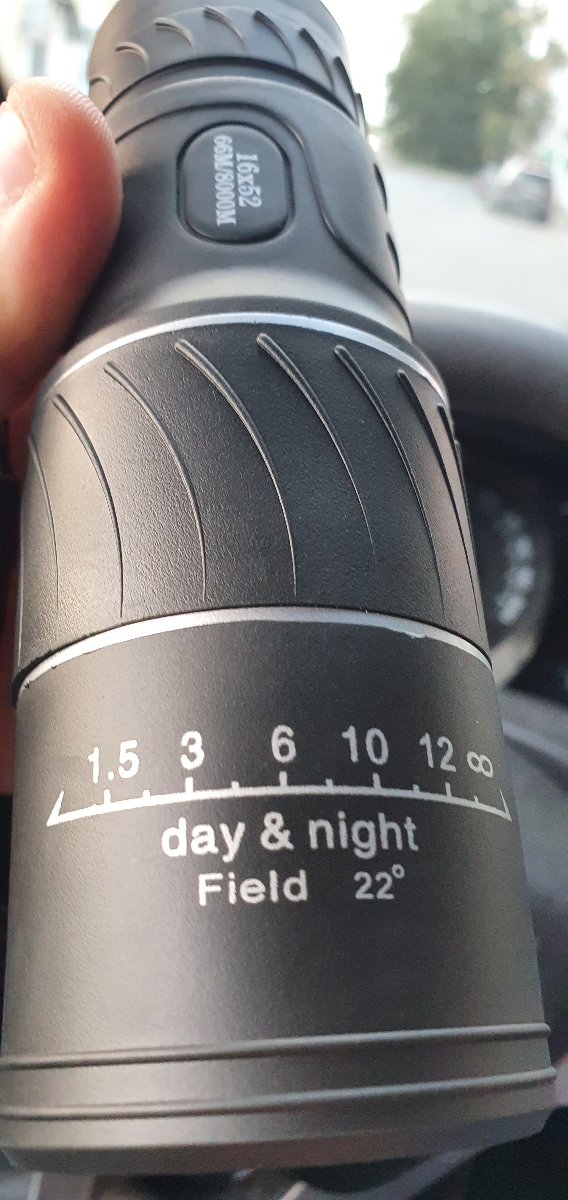 16x52
66M/8000M
1.5 3 6 10 12 ∞
day & night
Field 22°